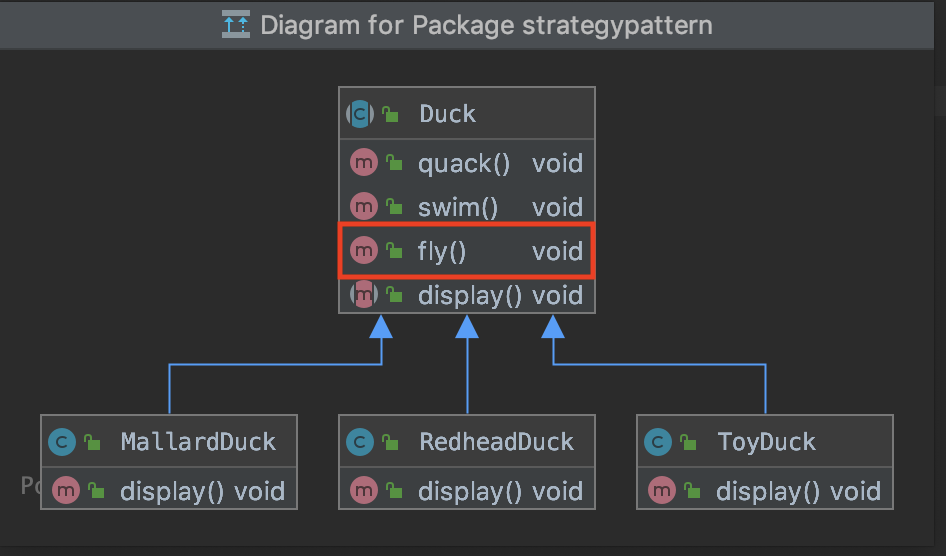 Diagram for Package strategypattern
C Duck
m quack() void
m swim() void
m fly() void
m display() void
C MallardDuck
m display() void
C RedheadDuck
m display() void
C ToyDuck
m display() void